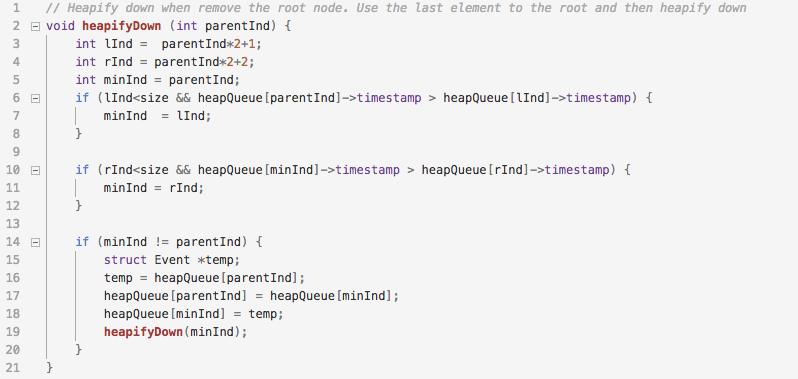 1 // Heapify down when remove the root node. Use the last element to the root and then heapify down
2 void heapifyDown (int parentInd) {
3     int lInd =  parentInd*2+1;
4     int rInd = parentInd*2+2;
5     int minInd = parentInd;
6     if (lInd<size && heapQueue[parentInd]->timestamp > heapQueue[lInd]->timestamp) {
7         minInd  = lInd;
8     }
9
10     if (rInd<size && heapQueue[minInd]->timestamp > heapQueue[rInd]->timestamp) {
11         minInd = rInd;
12     }
13
14     if (minInd != parentInd) {
15         struct Event *temp;
16         temp = heapQueue[parentInd];
17         heapQueue[parentInd] = heapQueue[minInd];
18         heapQueue[minInd] = temp;
19         heapifyDown(minInd);
20     }
21 }